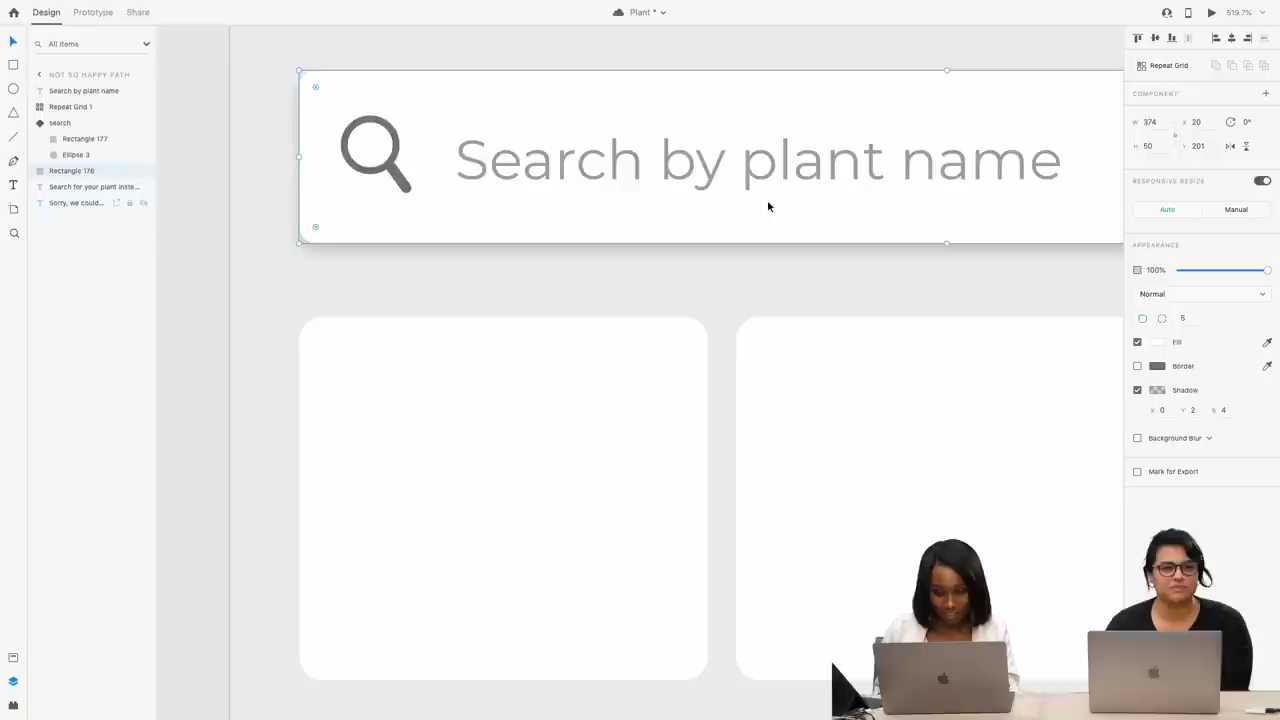 Design Prototype Share
Plant *
519.7%
All Items
NOT SO HAPPY PATH
Search by plant name
Repeat Grid 1
search
Rectangle 177
Ellipse 3
Rectangle 176
Search for your plant inste...
Sorry, we could...
Search by plant name
Repeat Grid
COMPONENT
W 374 X 20 0°
H 50 Y 201
RESPONSIVE RESIZE
Auto Manual
APPEARANCE
100%
Normal
5
Fill
Border
Shadow
X 0 Y 2 B 4
Background Blur
Mark for Export